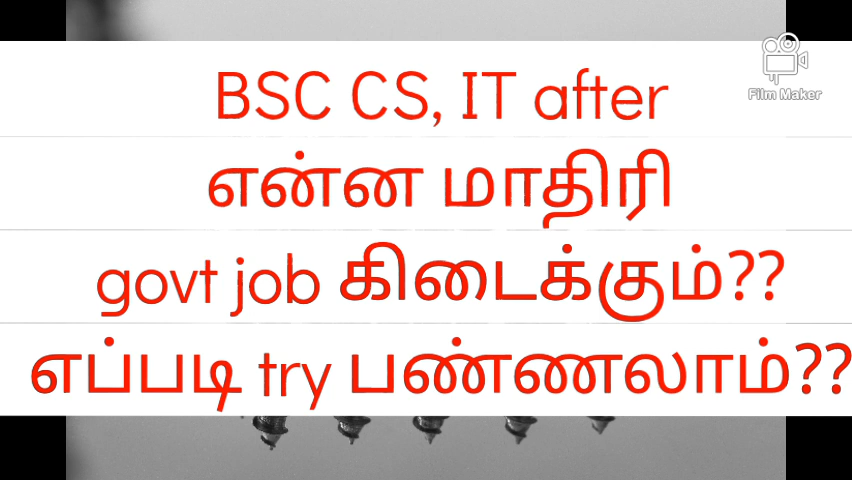 BSC CS, IT after
என்ன மாதிரி
govt job கிடைக்கும்??
எப்படி try பண்ணலாம்??
Film Maker